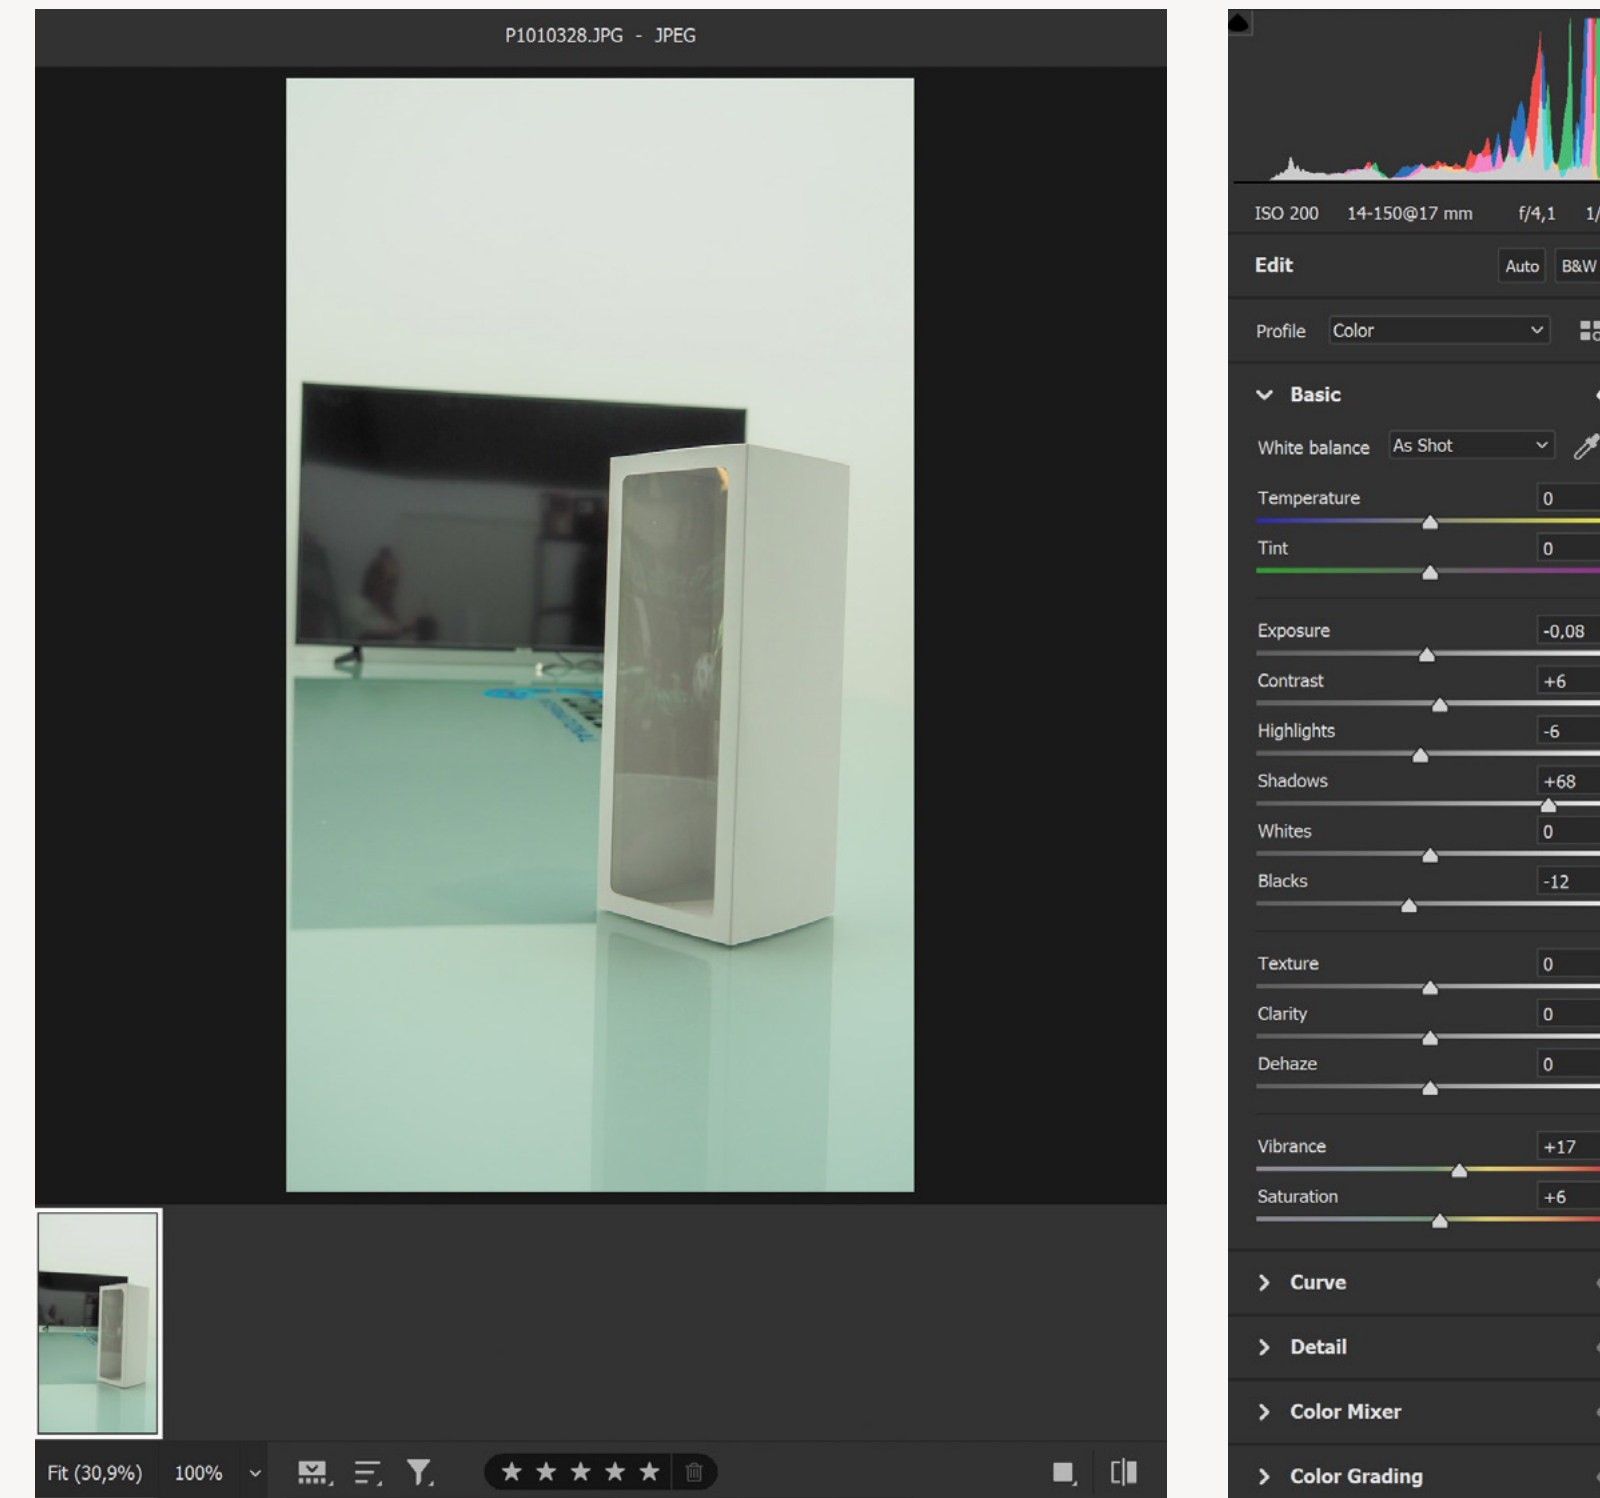 P1010328.JPG - JPEG
Fit (30,9%) 100%
ISO 200 14-150@17 mm f/4,1 1/
Edit Auto B&W
Profile Color
Basic
White balance As Shot
Temperature 0
Tint 0
Exposure -0,08
Contrast +6
Highlights -6
Shadows +68
Whites 0
Blacks -12
Texture 0
Clarity 0
Dehaze 0
Vibrance +17
Saturation +6
Curve
Detail
Color Mixer
Color Grading